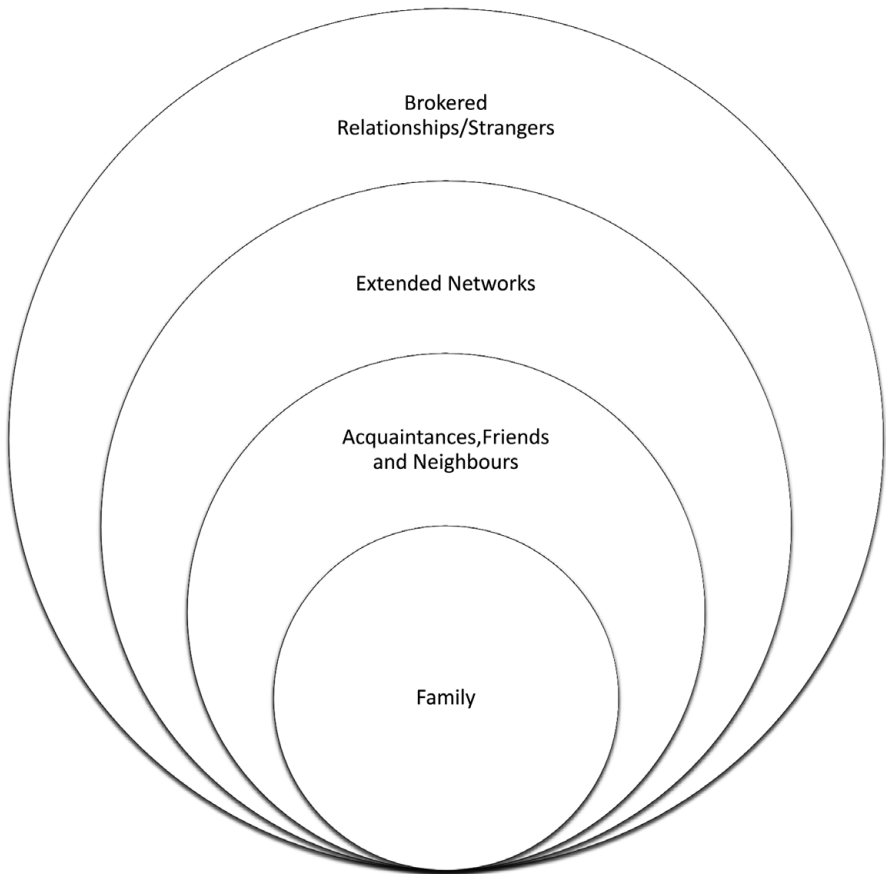 Brokered
Relationships/Strangers
Extended Networks
Acquaintances,Friends
and Neighbours
Family